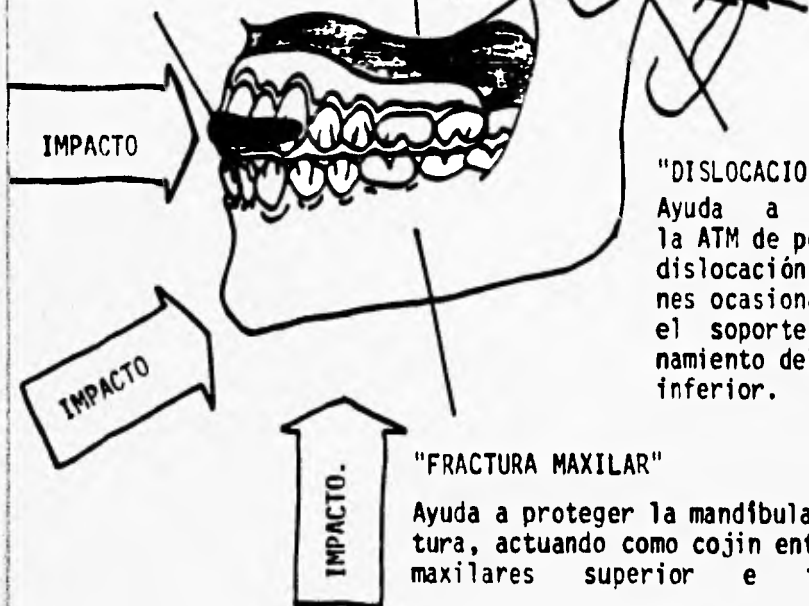 IMPACTO
"DISLOCACIO
Ayuda a
la ATM de p
dislocación
nes ocasiona
el soporte
namiento de
inferior.
IMPACTO
"FRACTURA MAXILAR"
IMPACTO.
Ayuda a proteger la mandíbula
tura, actuando como cojin ent
maxilares superior e